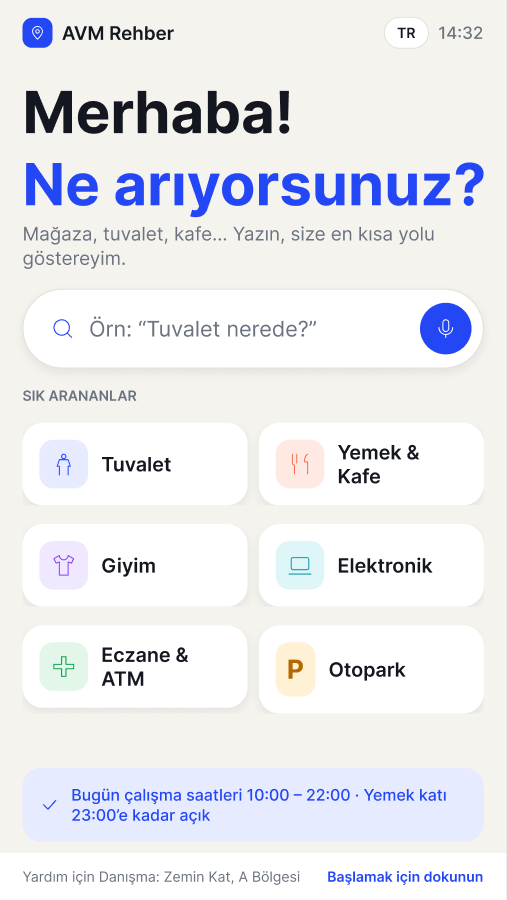 AVM Rehber
TR
14:32
Merhaba!
Ne arıyorsunuz?
Mağaza, tuvalet, kafe… Yazın, size en kısa yolu
göstereyim.
Örn: “Tuvalet nerede?”
SIK ARANANLAR
Tuvalet
Yemek &
Kafe
Giyim
Elektronik
Eczane &
ATM
P
Otopark
Bugün çalışma saatleri 10:00 – 22:00 · Yemek katı
23:00’e kadar açık
Yardım için Danışma: Zemin Kat, A Bölgesi
Başlamak için dokunun